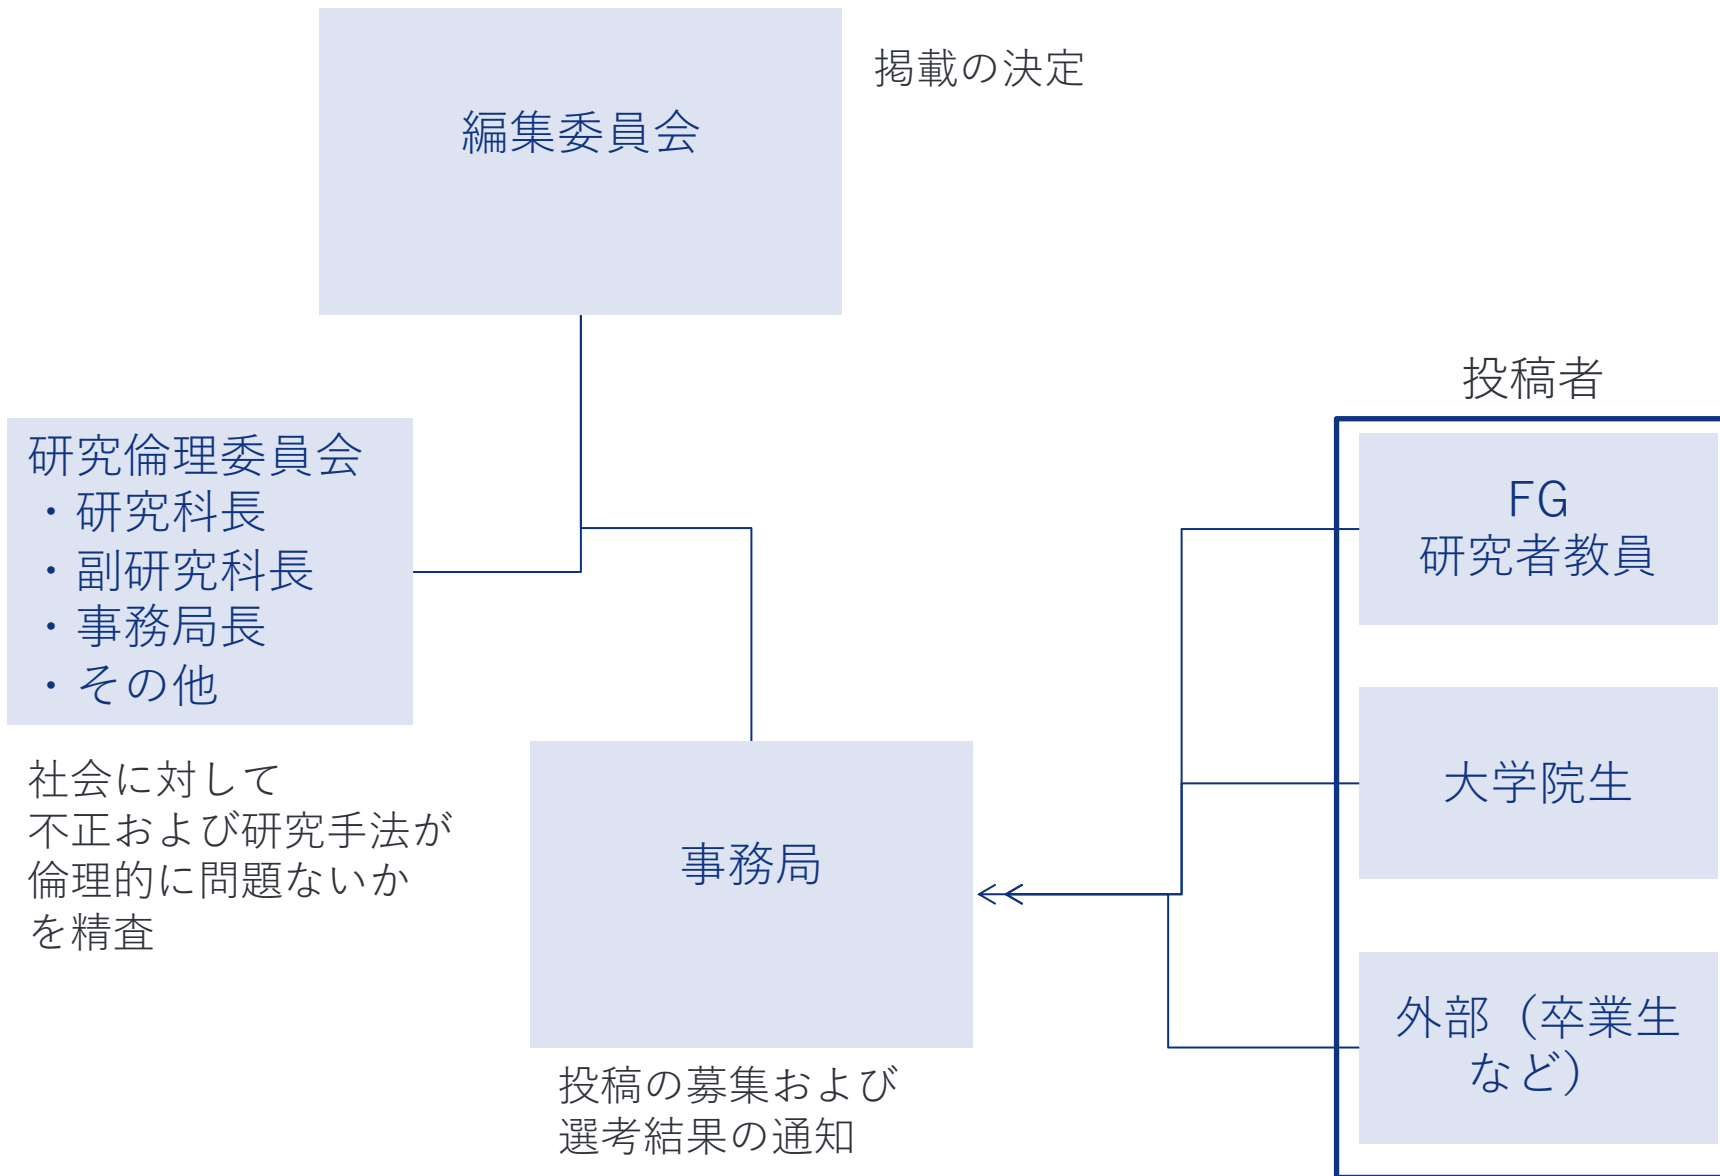 編集委員会
掲載の決定
研究倫理委員会
・研究科長
・副研究科長
・事務局長
・その他
社会に対して
不正および研究手法が
倫理的に問題ないか
を精査
事務局
投稿の募集および
選考結果の通知
投稿者
FG
研究者教員
大学院生
外部（卒業生
など）